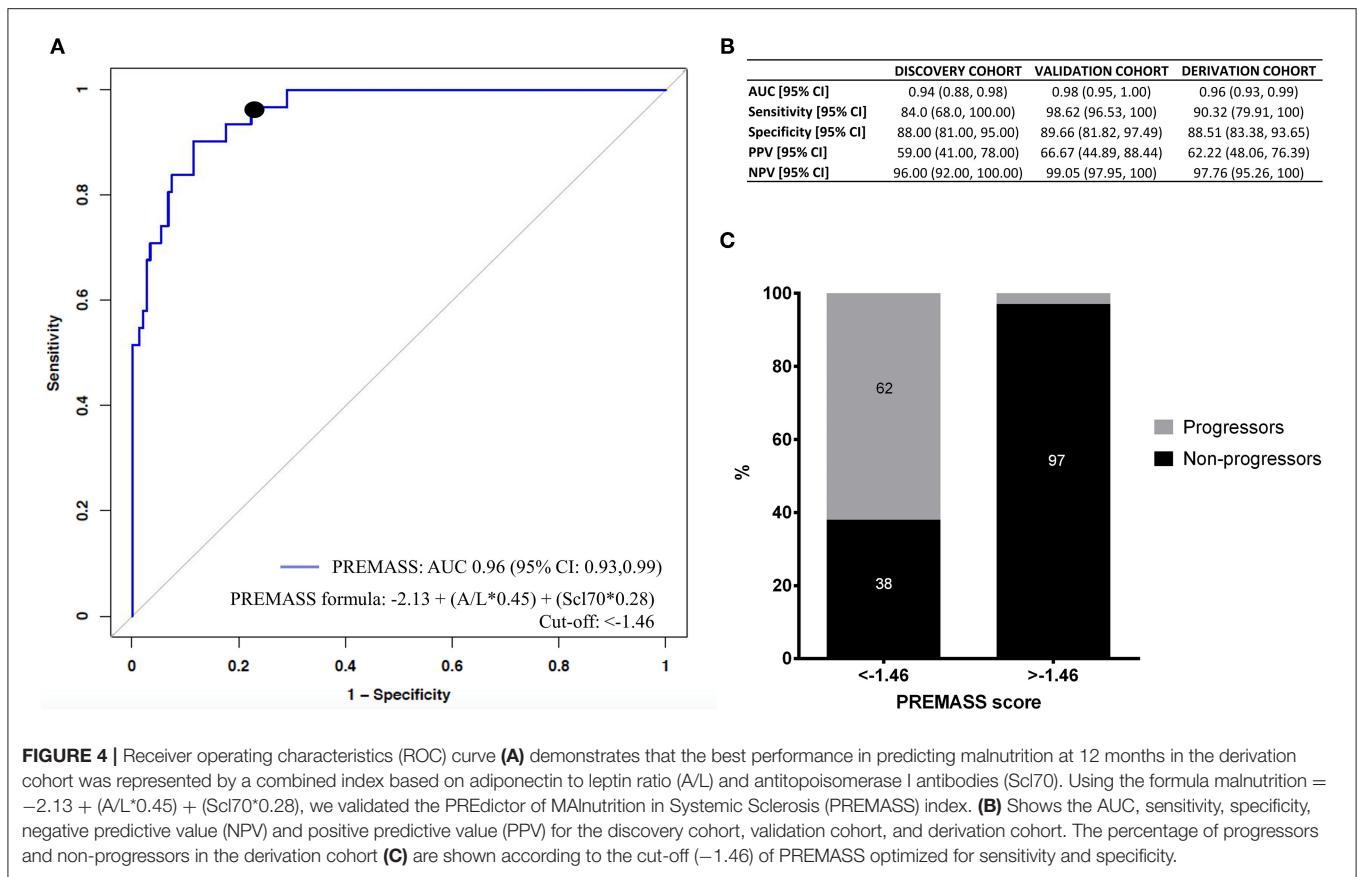 A
Sensitivity
1
0.8
0.6
0.4
0.2
0
PREMASS: AUC 0.96 (95% CI: 0.93,0.99)
PREMASS formula: -2.13 + (A/L*0.45) + (Scl70*0.28)
Cut-off: <-1.46
0 0.2 0.4 0.6 0.8 1
1 – Specificity
B
DISCOVERY COHORT VALIDATION COHORT DERIVATION COHORT
AUC [95% CI] 0.94 (0.88, 0.98) 0.98 (0.95, 1.00) 0.96 (0.93, 0.99)
Sensitivity [95% CI] 84.0 (68.0, 100.00) 98.62 (96.53, 100) 90.32 (79.91, 100)
Specificity [95% CI] 88.00 (81.00, 95.00) 89.66 (81.82, 97.49) 88.51 (83.38, 93.65)
PPV [95% CI] 59.00 (41.00, 78.00) 66.67 (44.89, 88.44) 62.22 (48.06, 76.39)
NPV [95% CI] 96.00 (92.00, 100.00) 99.05 (97.95, 100) 97.76 (95.26, 100)
C
%
100
80
60
40
20
0
62
38
97
<-1.46 >-1.46
PREMASS score
Progressors
Non-progressors
FIGURE 4 | Receiver operating characteristics (ROC) curve (A) demonstrates that the best performance in predicting malnutrition at 12 months in the derivation
cohort was represented by a combined index based on adiponectin to leptin ratio (A/L) and antitopoisomerase I antibodies (Scl70). Using the formula malnutrition =
−2.13 + (A/L*0.45) + (Scl70*0.28), we validated the PREdictor of MAlnutrition in Systemic Sclerosis (PREMASS) index. (B) Shows the AUC, sensitivity, specificity,
negative predictive value (NPV) and positive predictive value (PPV) for the discovery cohort, validation cohort, and derivation cohort. The percentage of progressors
and non-progressors in the derivation cohort (C) are shown according to the cut-off (−1.46) of PREMASS optimized for sensitivity and specificity.